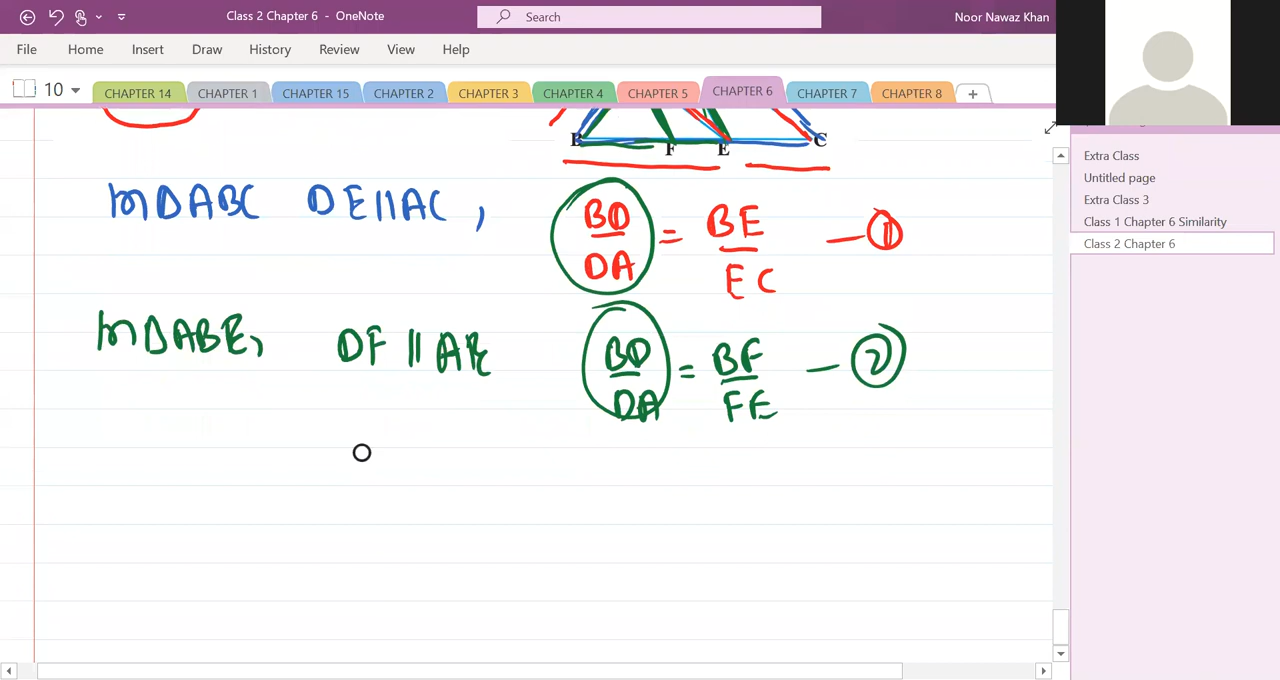 Class 2 Chapter 6 - OneNote
Search
Noor Nawaz Khan
File Home Insert Draw History Review View Help
10 CHAPTER 14 CHAPTER 1 CHAPTER 15 CHAPTER 2 CHAPTER 3 CHAPTER 4 CHAPTER 5 CHAPTER 6 CHAPTER 7 CHAPTER 8 +
B F E C
Extra Class
Untitled page
Extra Class 3
Class 1 Chapter 6 Similarity
Class 2 Chapter 6
In ΔABC DE||AC, BD/DA = BE/EC — ①
In ΔABE, DF || AE BD/DA = BF/FE — ②